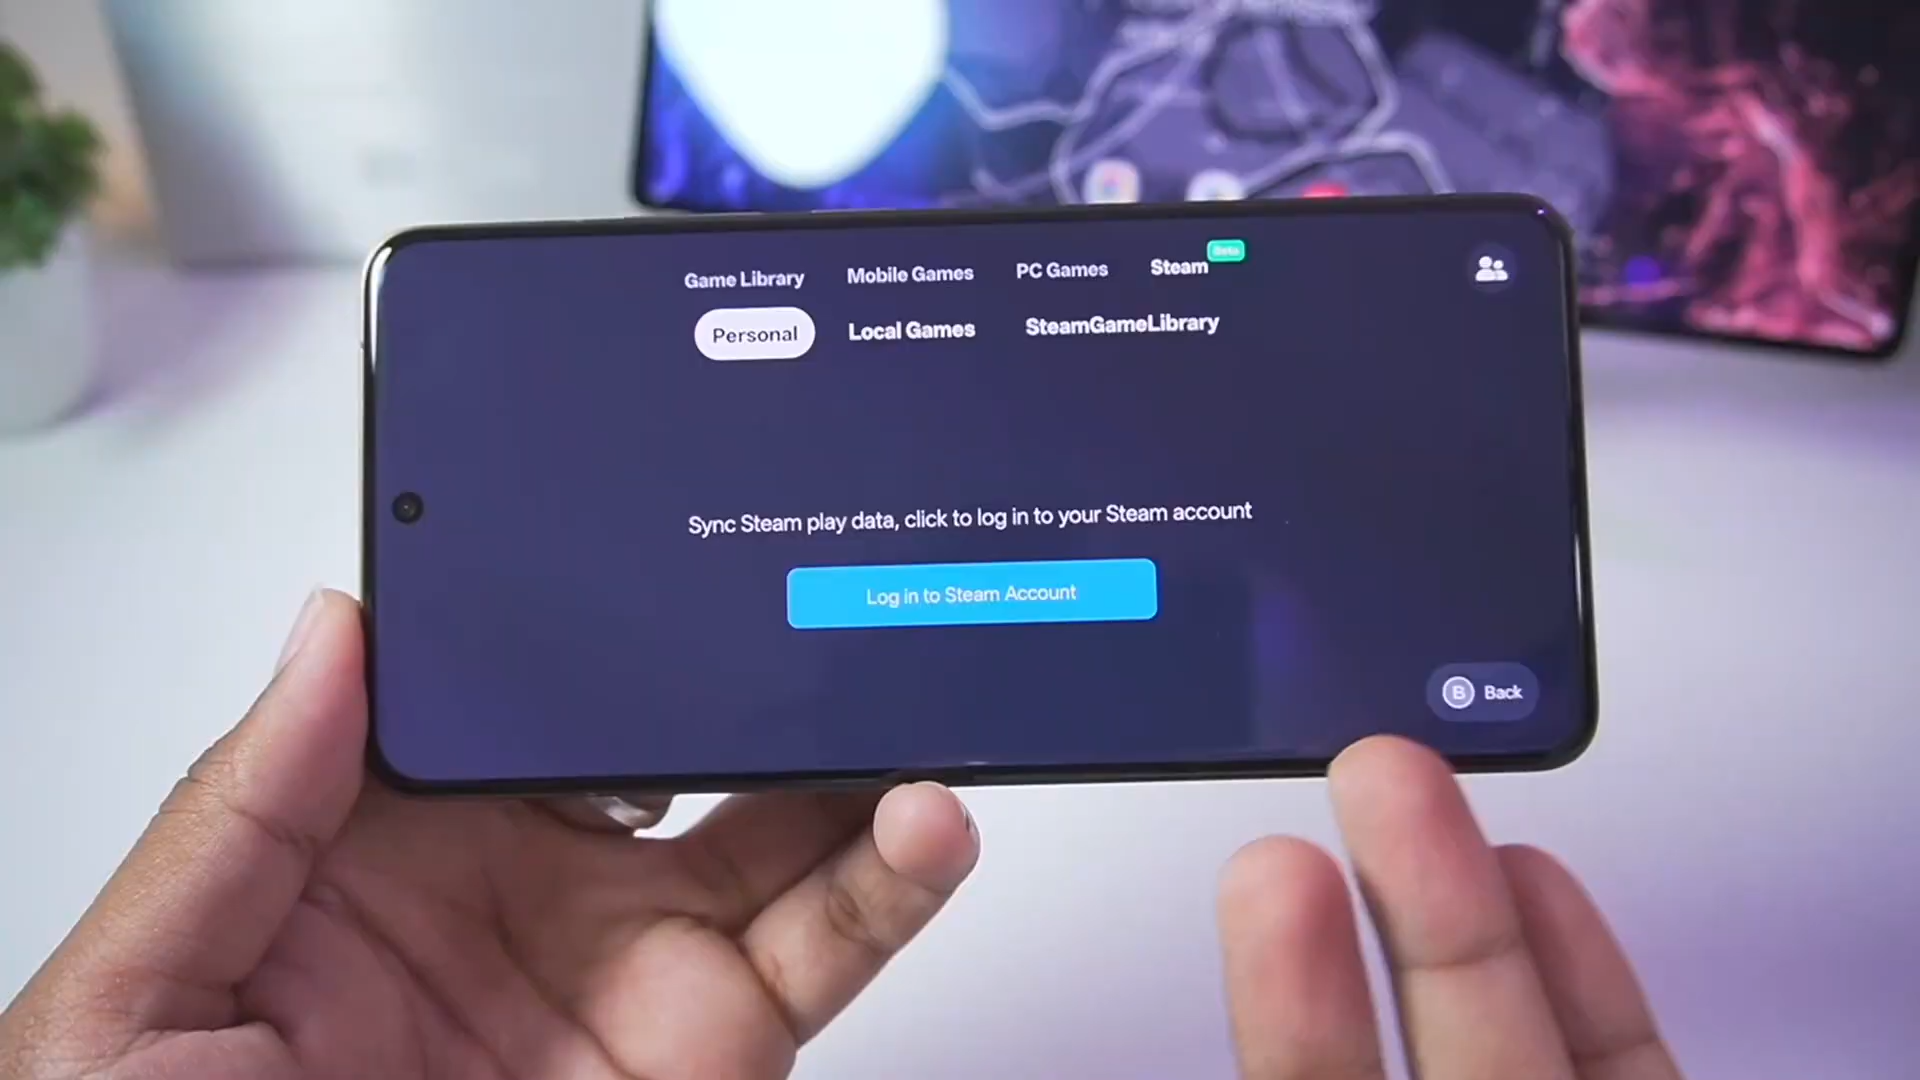 Game Library Mobile Games PC Games Steam Beta
Personal Local Games SteamGameLibrary
Sync Steam play data, click to log in to your Steam account
Log in to Steam Account
B Back